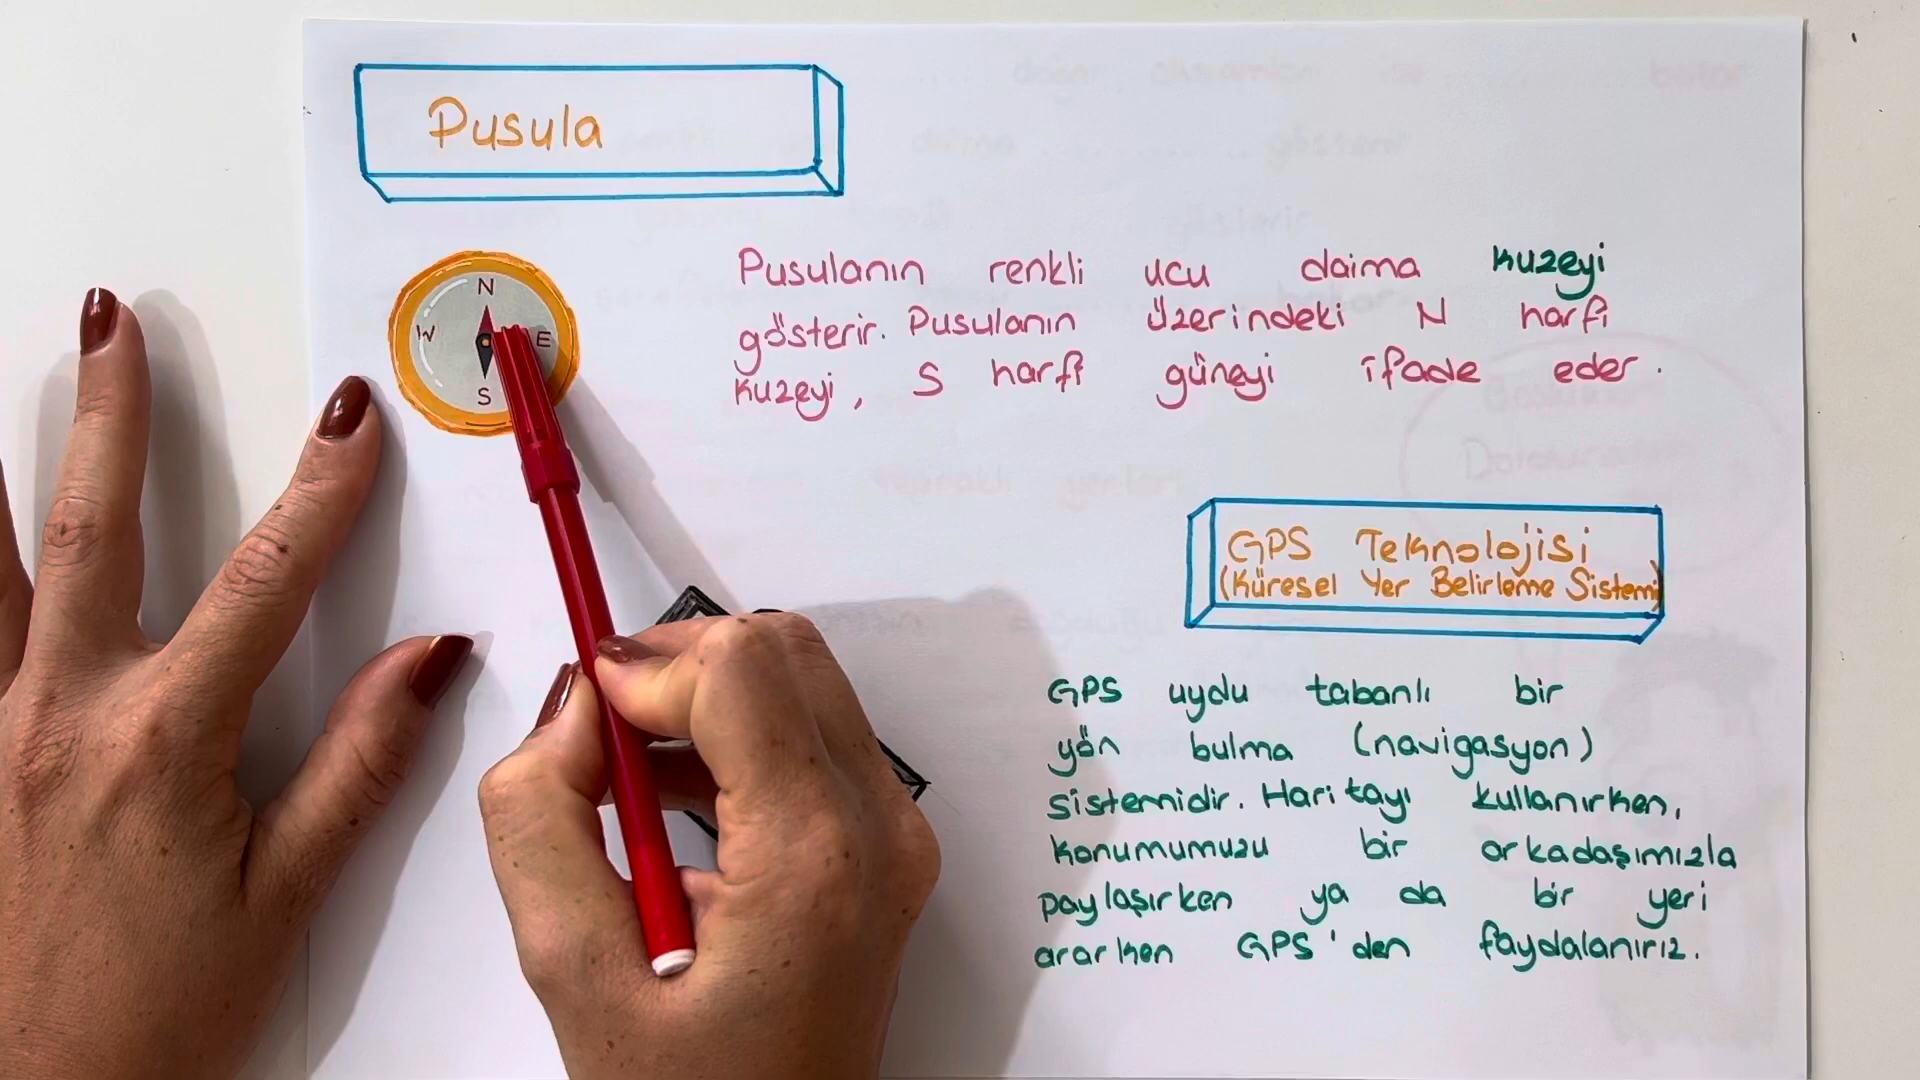 Pusula
N
W
E
S
Pusulanın renkli ucu daima kuzeyi
gösterir. Pusulanın üzerindeki N harfi
kuzeyi, S harfi güneyi ifade eder.
GPS Teknolojisi
(Küresel Yer Belirleme Sistemi)
GPS uydu tabanlı bir
yön bulma (navigasyon)
sistemidir. Haritayı kullanırken,
konumumuzu bir arkadaşımızla
paylaşırken ya da bir yeri
ararken GPS'den faydalanırız.